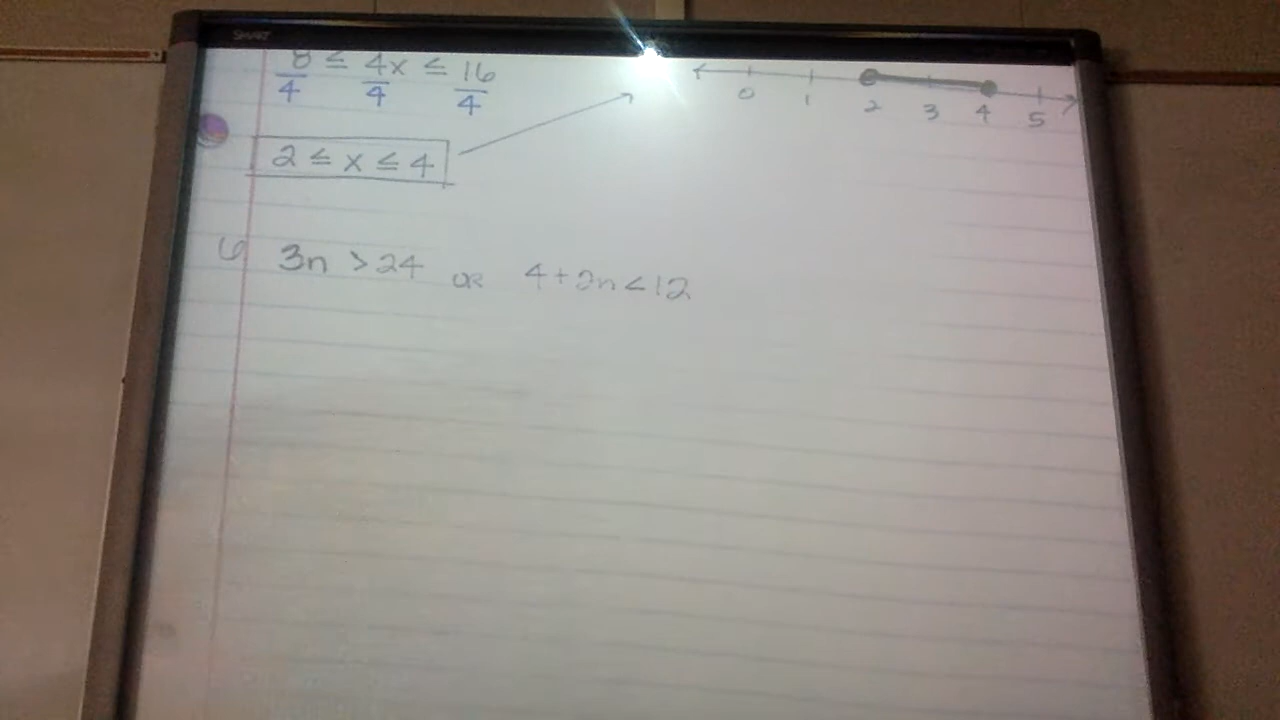 SMART
8 ≤ 4x ≤ 16
4 4 4
0 1 2 3 4 5
2 ≤ x ≤ 4
6 3n > 24 OR 4+2n<12